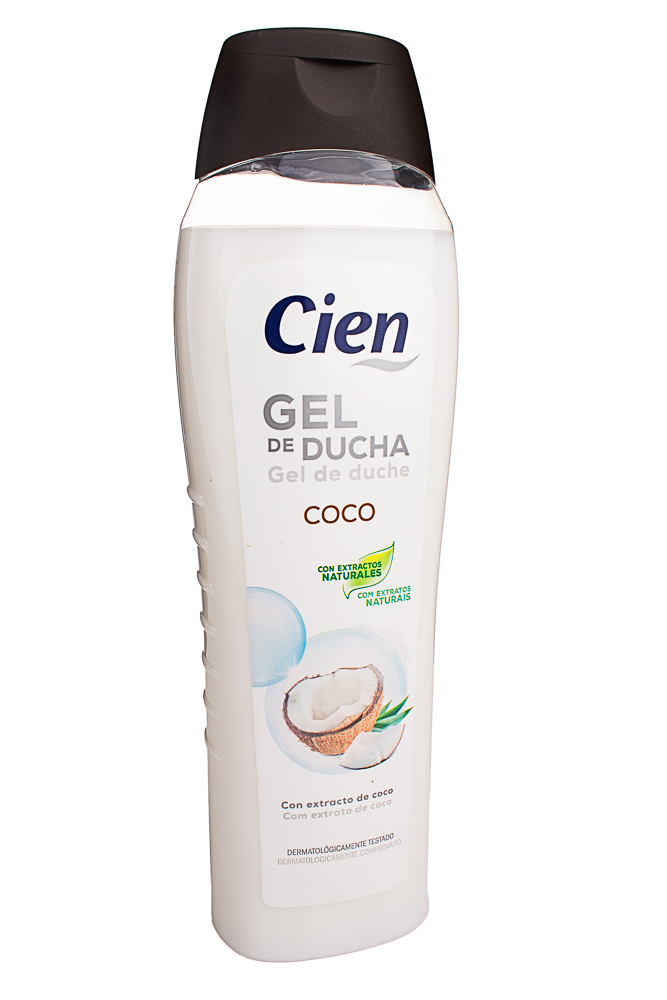 Cien
GEL
DE DUCHA
Gel de duche
COCO
CON EXTRACTOS
NATURALES
COM EXTRATOS
NATURAIS
Con extracto de coco
Com extrato de coco
DERMATOLÓGICAMENTE TESTADO
DERMATOLOGICAMENTE COMPROVADO